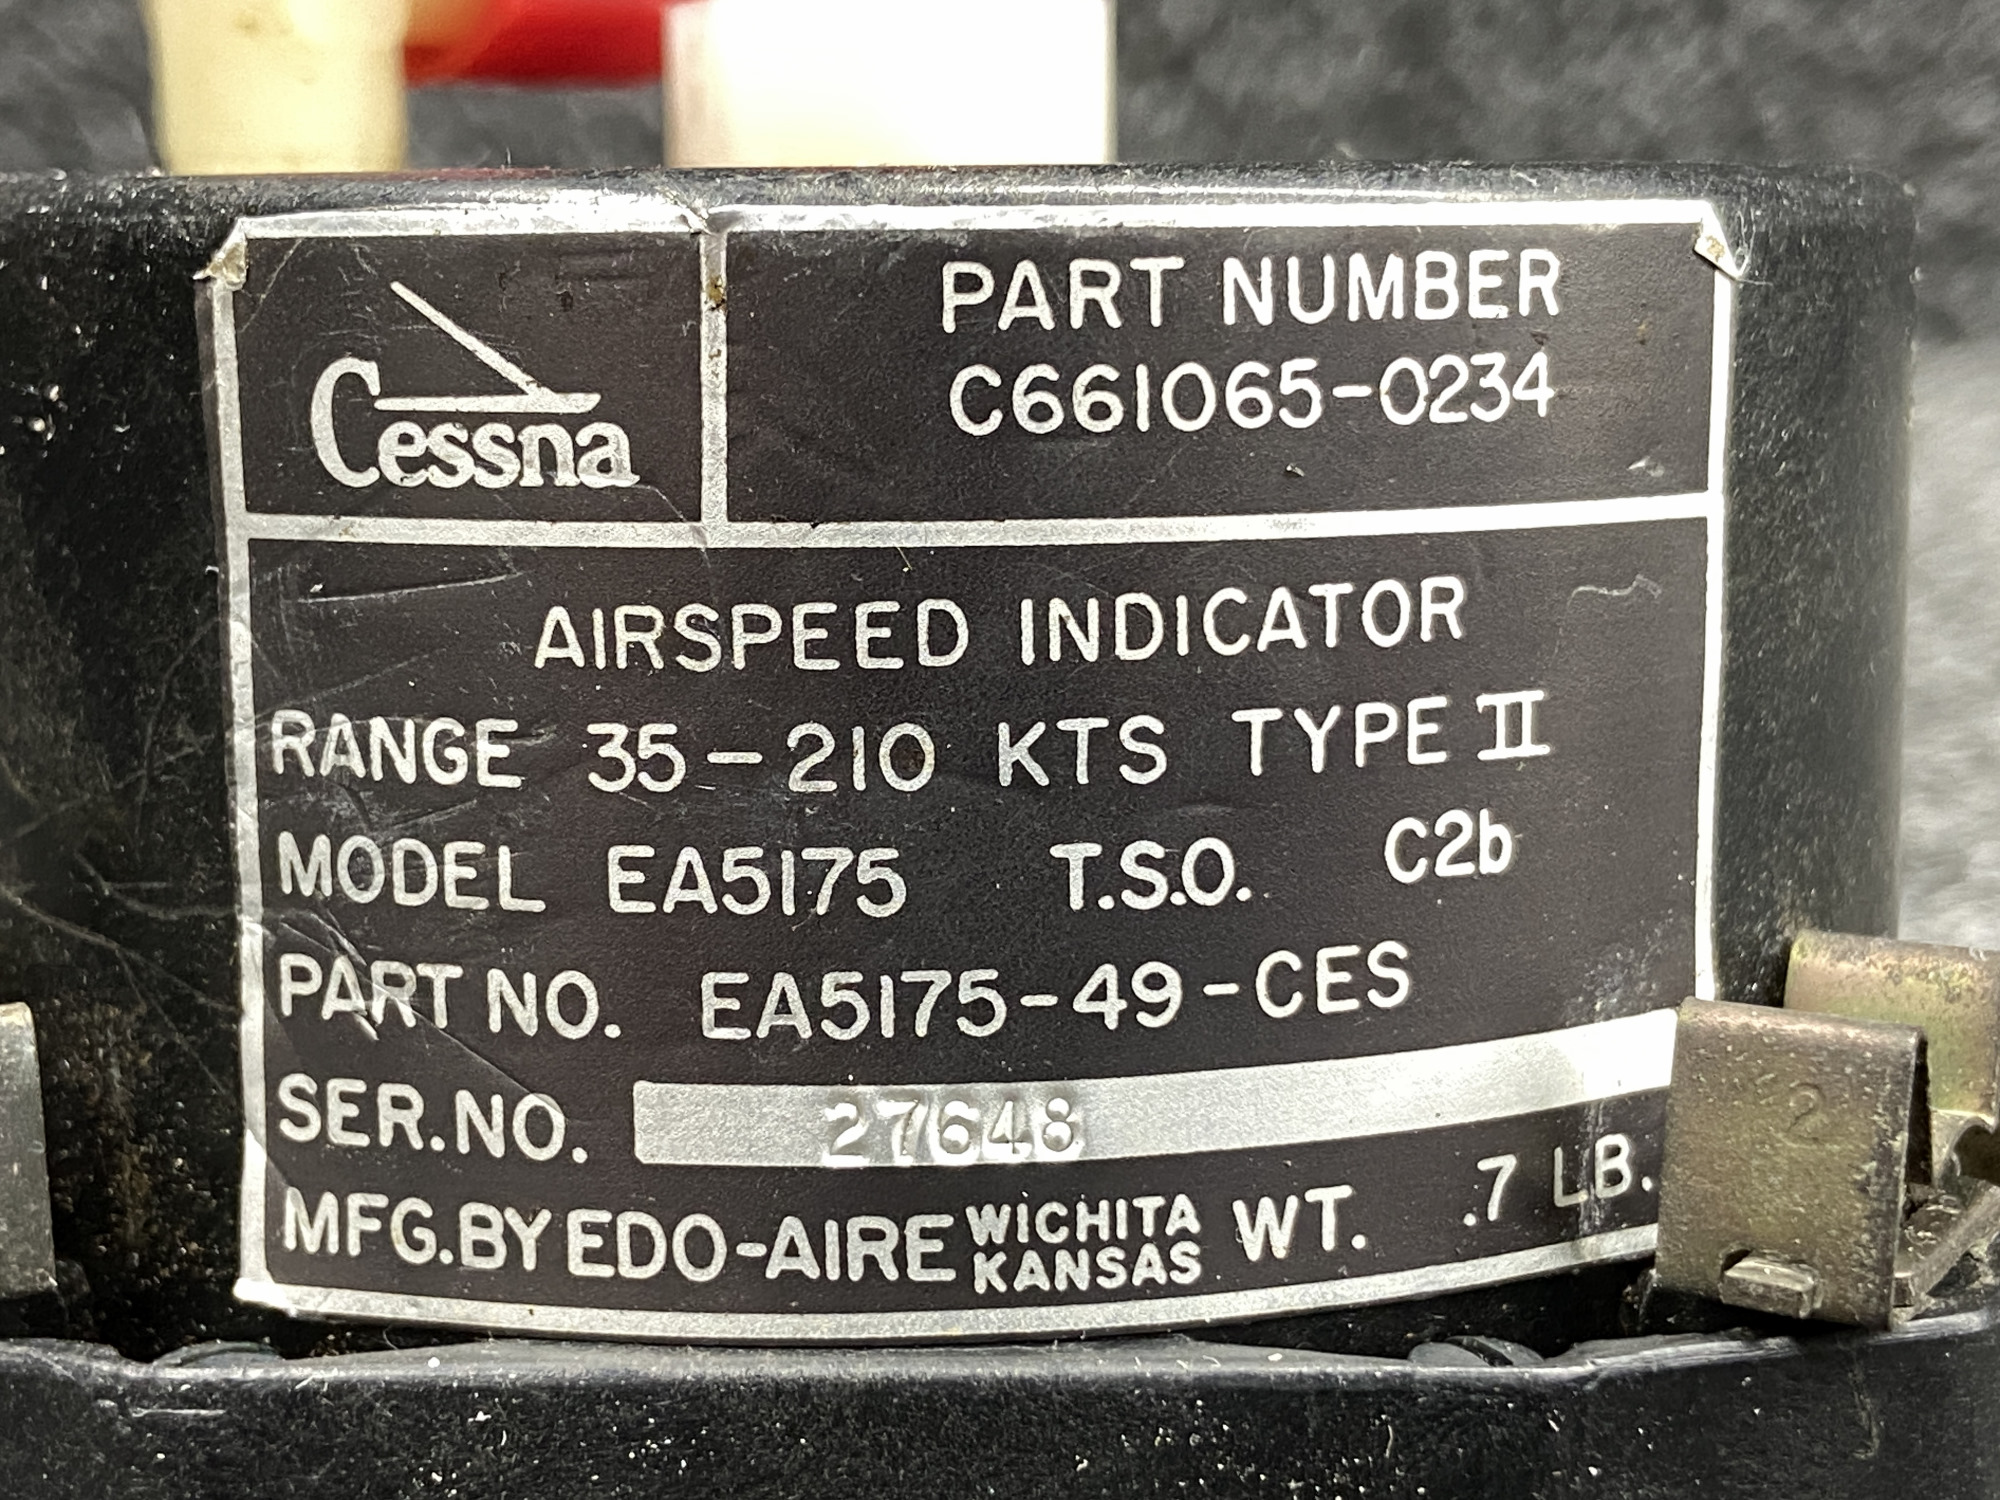 Cessna
PART NUMBER
C661065-0234
AIRSPEED INDICATOR
RANGE 35-210 KTS TYPE II
MODEL EA5175 T.S.O. C2b
PART NO. EA5175-49-CES
SER. NO. 27648
MFG. BY EDO-AIRE WICHITA KANSAS WT. .7 LB.
2